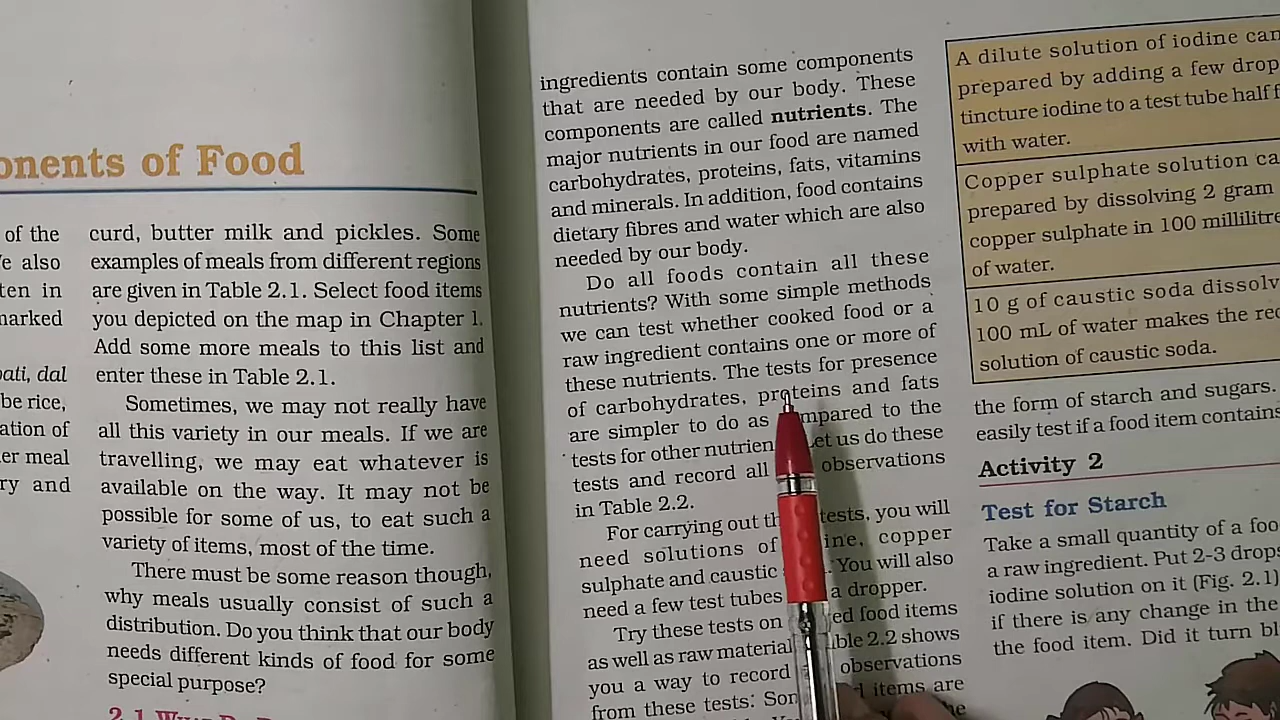 onents of Food
of the
e also
ten in
narked
pati, dal
be rice,
ation of
er meal
ry and
curd, butter milk and pickles. Some
examples of meals from different regions
are given in Table 2.1. Select food items
you depicted on the map in Chapter 1.
Add some more meals to this list and
enter these in Table 2.1.
Sometimes, we may not really have
all this variety in our meals. If we are
travelling, we may eat whatever is
available on the way. It may not be
possible for some of us, to eat such a
variety of items, most of the time.
There must be some reason though,
why meals usually consist of such a
distribution. Do you think that our body
needs different kinds of food for some
special purpose?
2.1
ingredients contain some components
that are needed by our body. These
components are called nutrients. The
major nutrients in our food are named
carbohydrates, proteins, fats, vitamins
and minerals. In addition, food contains
dietary fibres and water which are also
needed by our body.
Do all foods contain all these
nutrients? With some simple methods
we can test whether cooked food or a
raw ingredient contains one or more of
these nutrients. The tests for presence
of carbohydrates, proteins and fats
are simpler to do as mpared to the
tests for other nutrien Let us do these
tests and record all observations
in Table 2.2.
For carrying out th tests, you will
need solutions of ine, copper
sulphate and caustic You will also
need a few test tubes a dropper.
Try these tests on ed food items
as well as raw material ble 2.2 shows
you a way to record observations
from these tests. Som d items are
he
A dilute solution of iodine can
prepared by adding a few drop
tincture iodine to a test tube half f
with water.
Copper sulphate solution ca
prepared by dissolving 2 gram
copper sulphate in 100 millilitre
of water.
10 g of caustic soda dissolv
100 mL of water makes the req
solution of caustic soda.
the form of starch and sugars.
easily test if a food item contains
Activity 2
Test for Starch
Take a small quantity of a foo
a raw ingredient. Put 2-3 drops
iodine solution on it (Fig. 2.1)
if there is any change in the
the food item. Did it turn bl